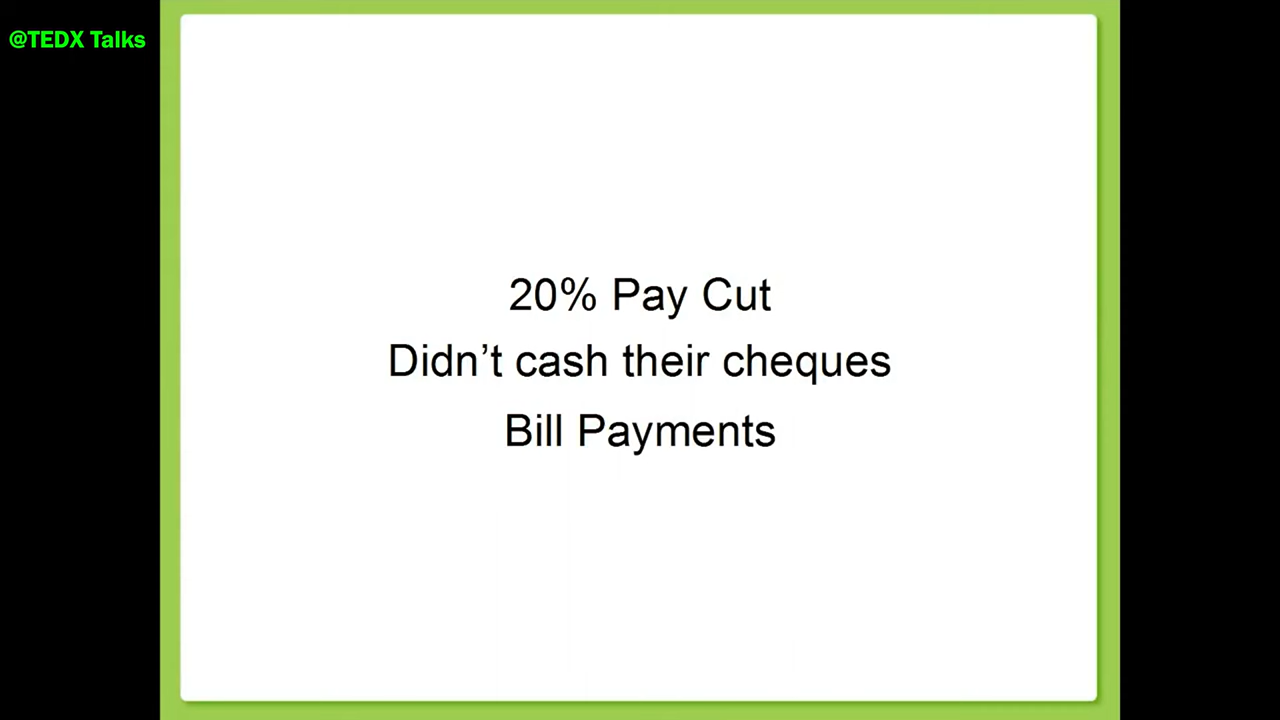 @TEDX Talks
20% Pay Cut
Didn’t cash their cheques
Bill Payments